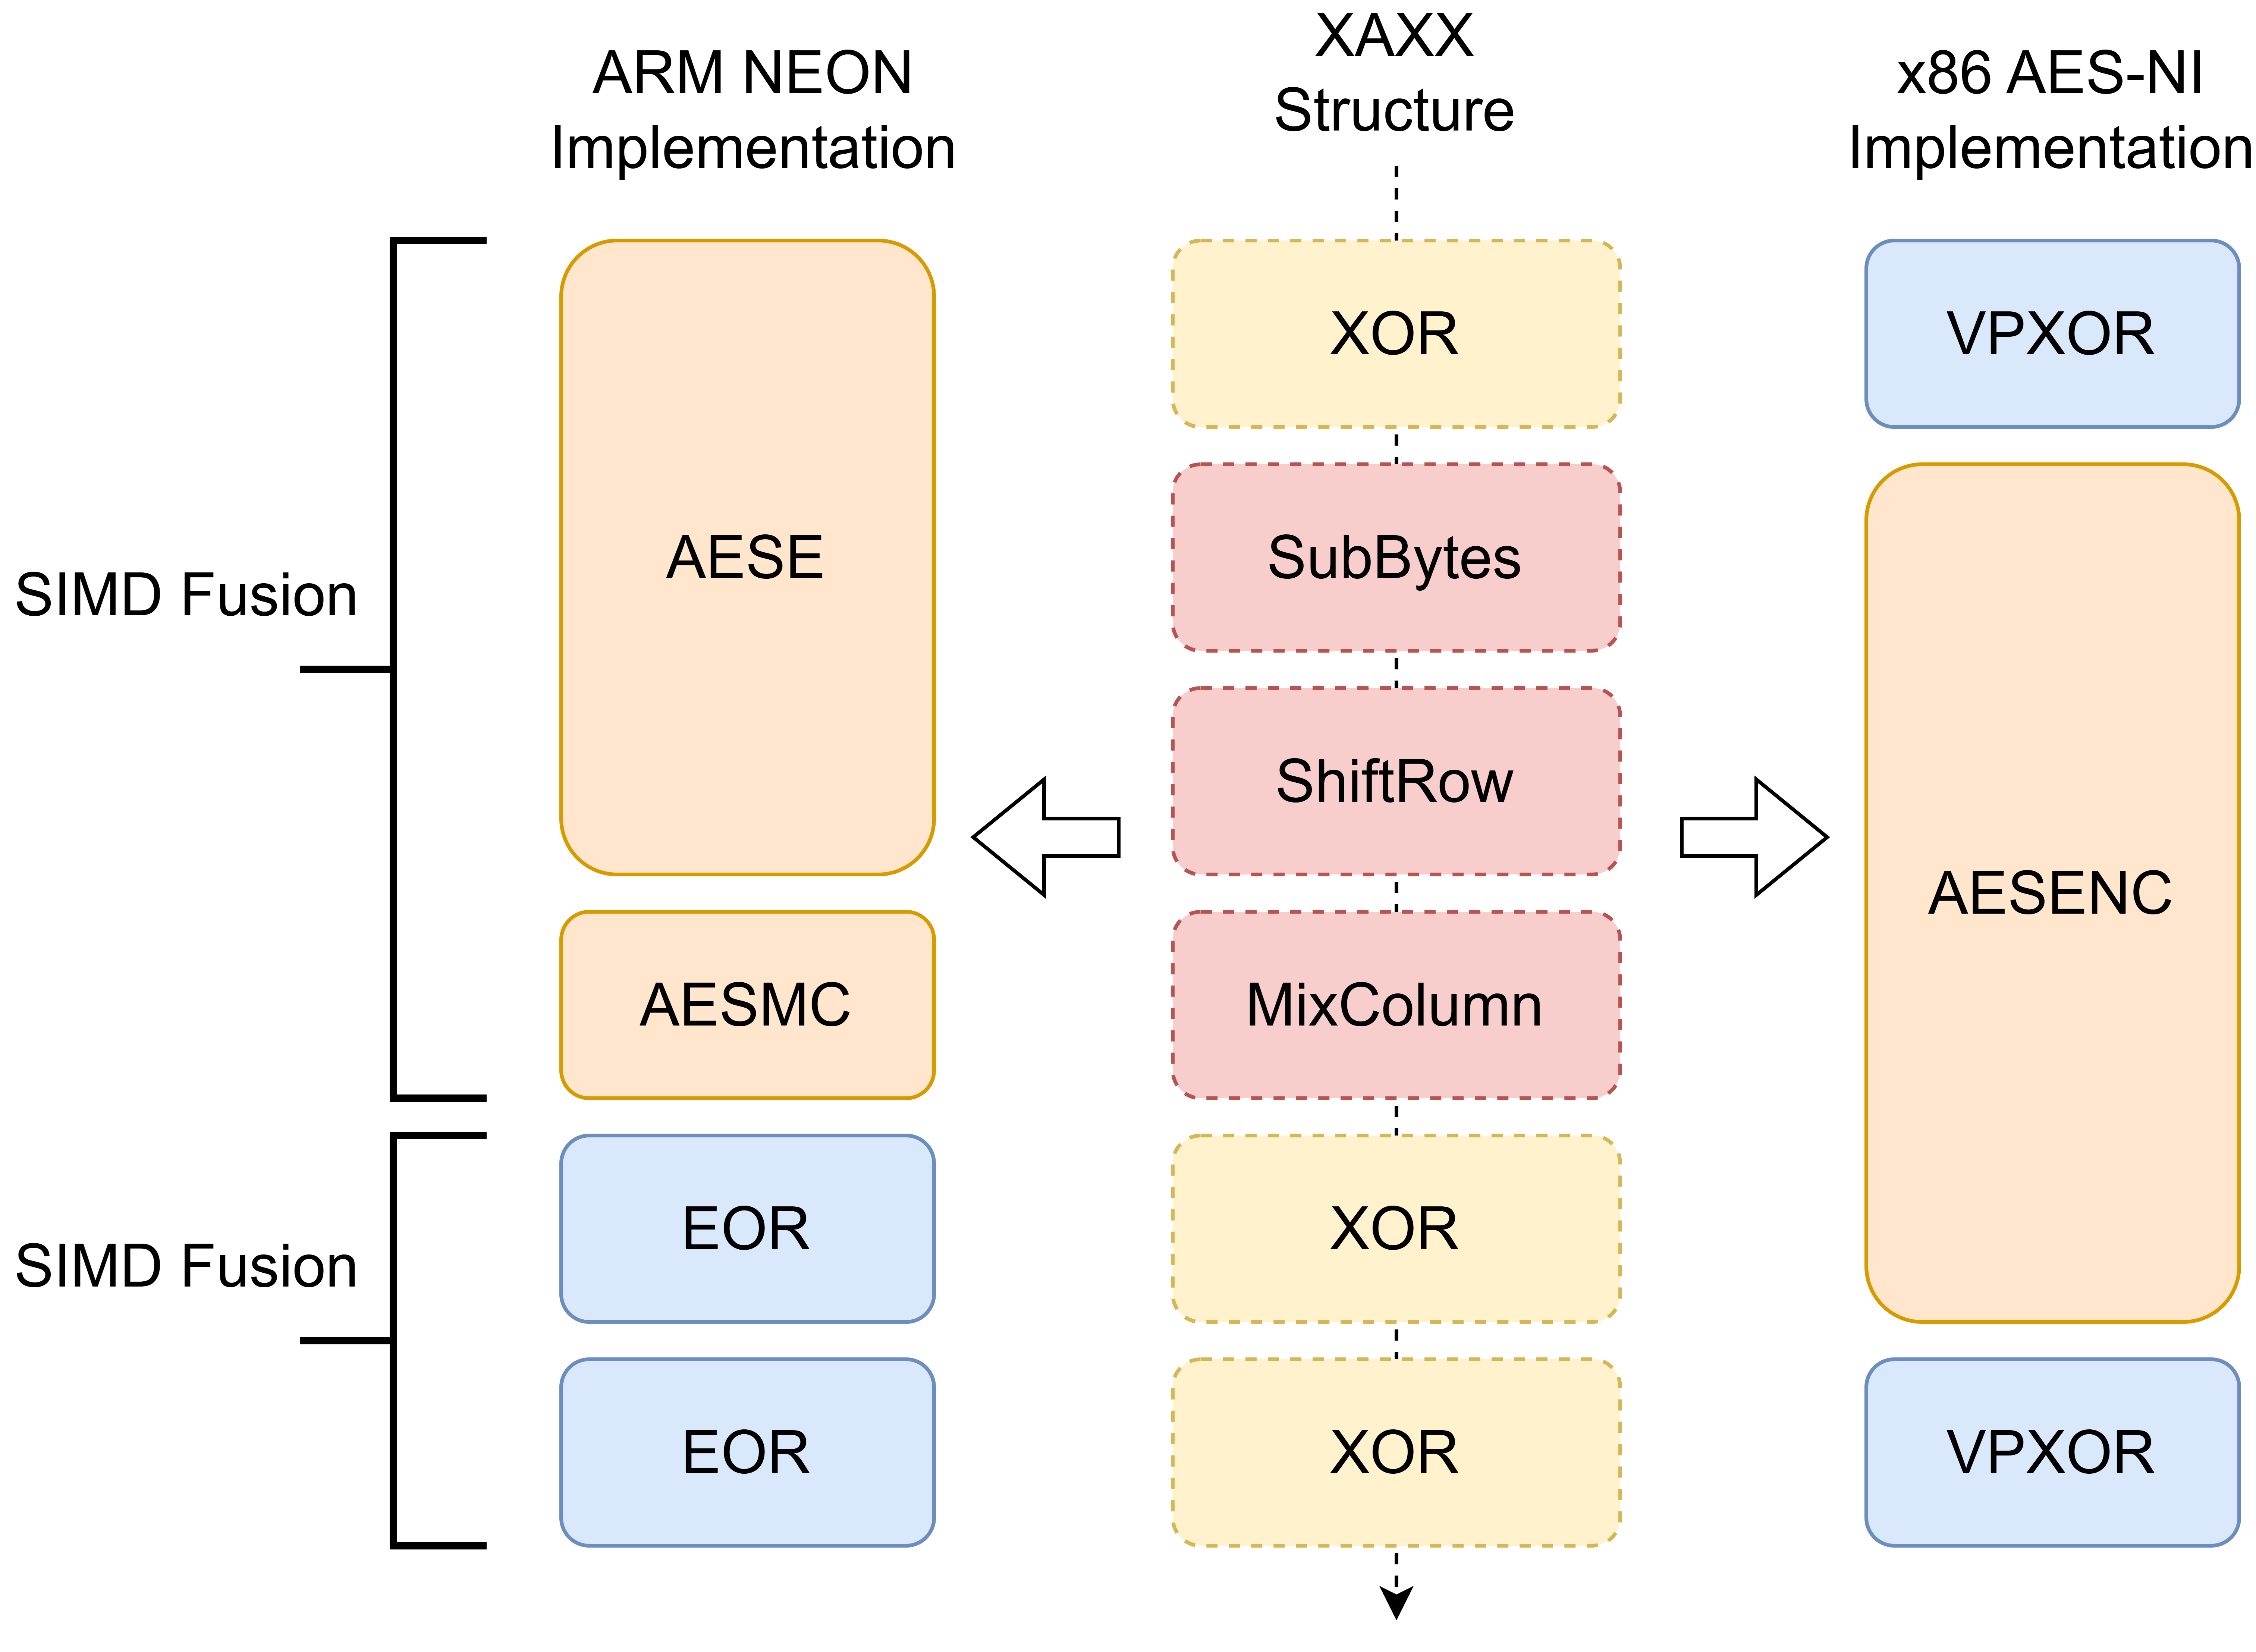 ARM NEON
Implementation
XAXX
Structure
x86 AES-NI
Implementation
SIMD Fusion
AESE
AESMC
SIMD Fusion
EOR
EOR
XOR
SubBytes
ShiftRow
MixColumn
XOR
XOR
VPXOR
AESENC
VPXOR